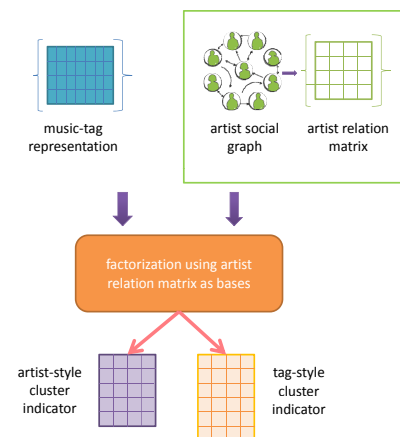 music-tag
representation
artist social
graph
artist relation
matrix
factorization using artist
relation matrix as bases
artist-style
cluster
indicator
tag-style
cluster
indicator